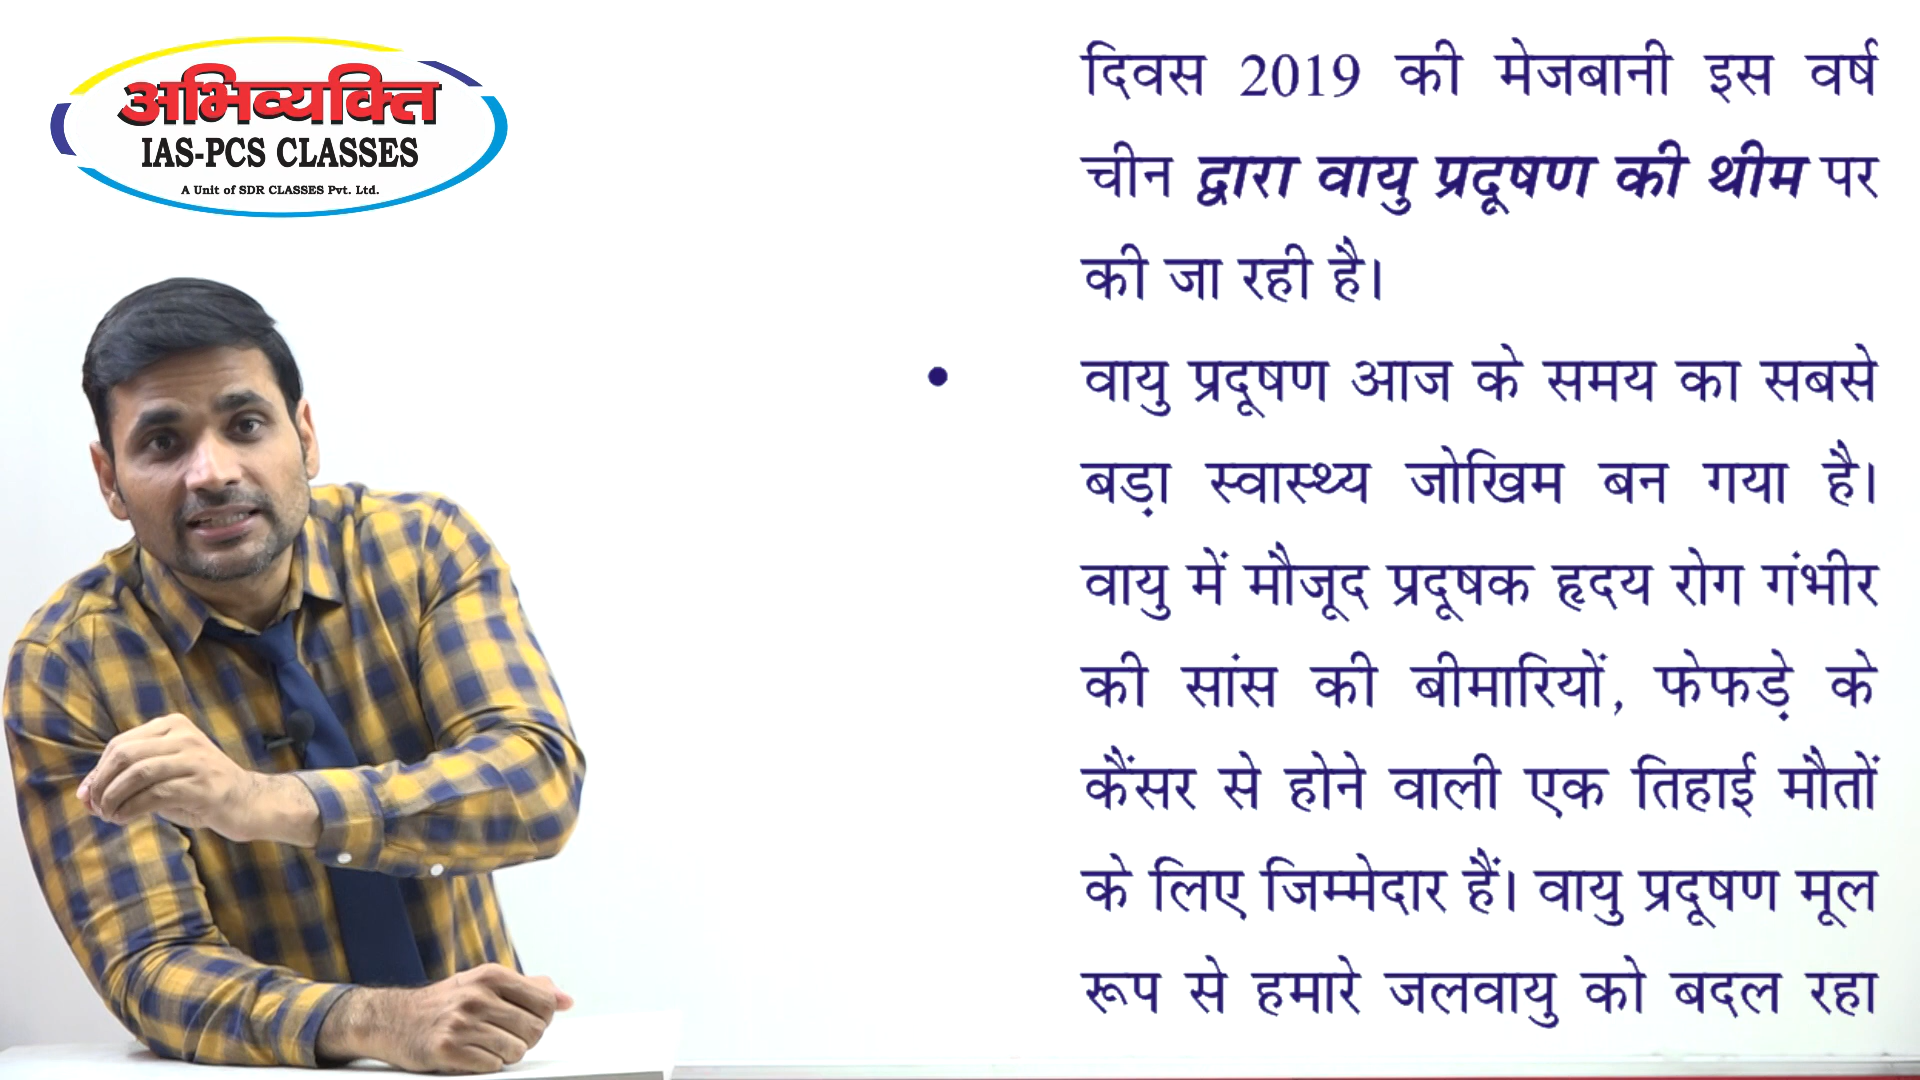 अभिव्यक्ति
IAS-PCS CLASSES
A Unit of SDR CLASSES Pvt. Ltd.
दिवस 2019 की मेजबानी इस वर्ष
चीन द्वारा वायु प्रदूषण की थीम पर
की जा रही है।
• वायु प्रदूषण आज के समय का सबसे
बड़ा स्वास्थ्य जोखिम बन गया है।
वायु में मौजूद प्रदूषक हृदय रोग गंभीर
की सांस की बीमारियों, फेफड़े के
कैंसर से होने वाली एक तिहाई मौतों
के लिए जिम्मेदार हैं। वायु प्रदूषण मूल
रूप से हमारे जलवायु को बदल रहा